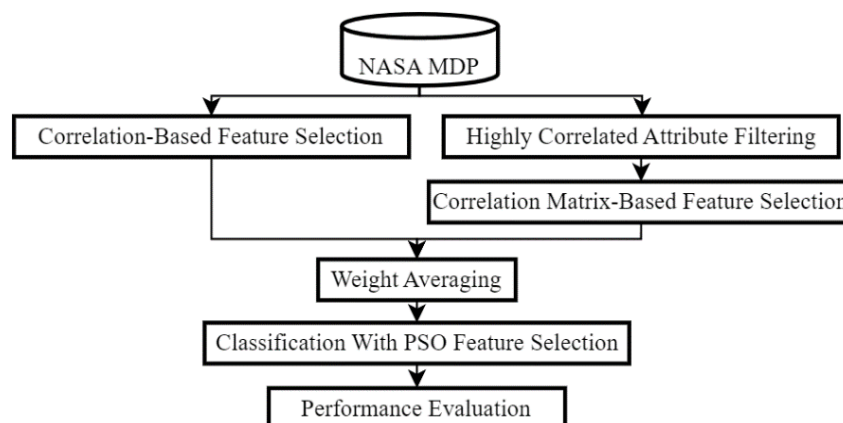 NASA MDP
Correlation-Based Feature Selection
Highly Correlated Attribute Filtering
Correlation Matrix-Based Feature Selection
Weight Averaging
Classification With PSO Feature Selection
Performance Evaluation